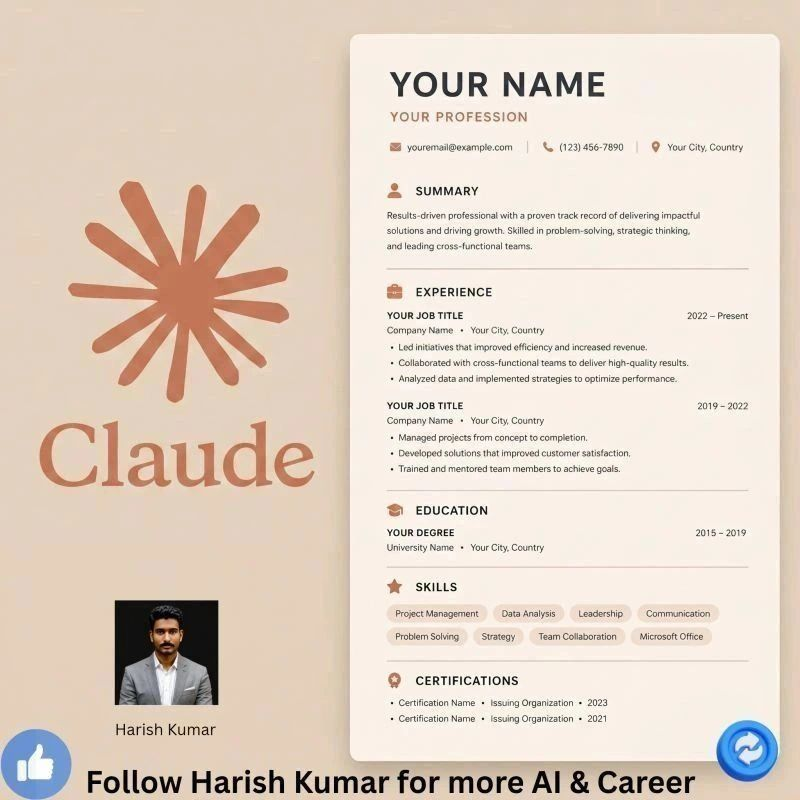 Claude
Harish Kumar
YOUR NAME
YOUR PROFESSION
youremail@example.com | (123) 456-7890 | Your City, Country
SUMMARY
Results-driven professional with a proven track record of delivering impactful
solutions and driving growth. Skilled in problem-solving, strategic thinking,
and leading cross-functional teams.
EXPERIENCE
YOUR JOB TITLE 2022 – Present
Company Name • Your City, Country
• Led initiatives that improved efficiency and increased revenue.
• Collaborated with cross-functional teams to deliver high-quality results.
• Analyzed data and implemented strategies to optimize performance.
YOUR JOB TITLE 2019 – 2022
Company Name • Your City, Country
• Managed projects from concept to completion.
• Developed solutions that improved customer satisfaction.
• Trained and mentored team members to achieve goals.
EDUCATION
YOUR DEGREE 2015 – 2019
University Name • Your City, Country
SKILLS
Project Management Data Analysis Leadership Communication
Problem Solving Strategy Team Collaboration Microsoft Office
CERTIFICATIONS
• Certification Name • Issuing Organization • 2023
• Certification Name • Issuing Organization • 2021
Follow Harish Kumar for more AI & Career